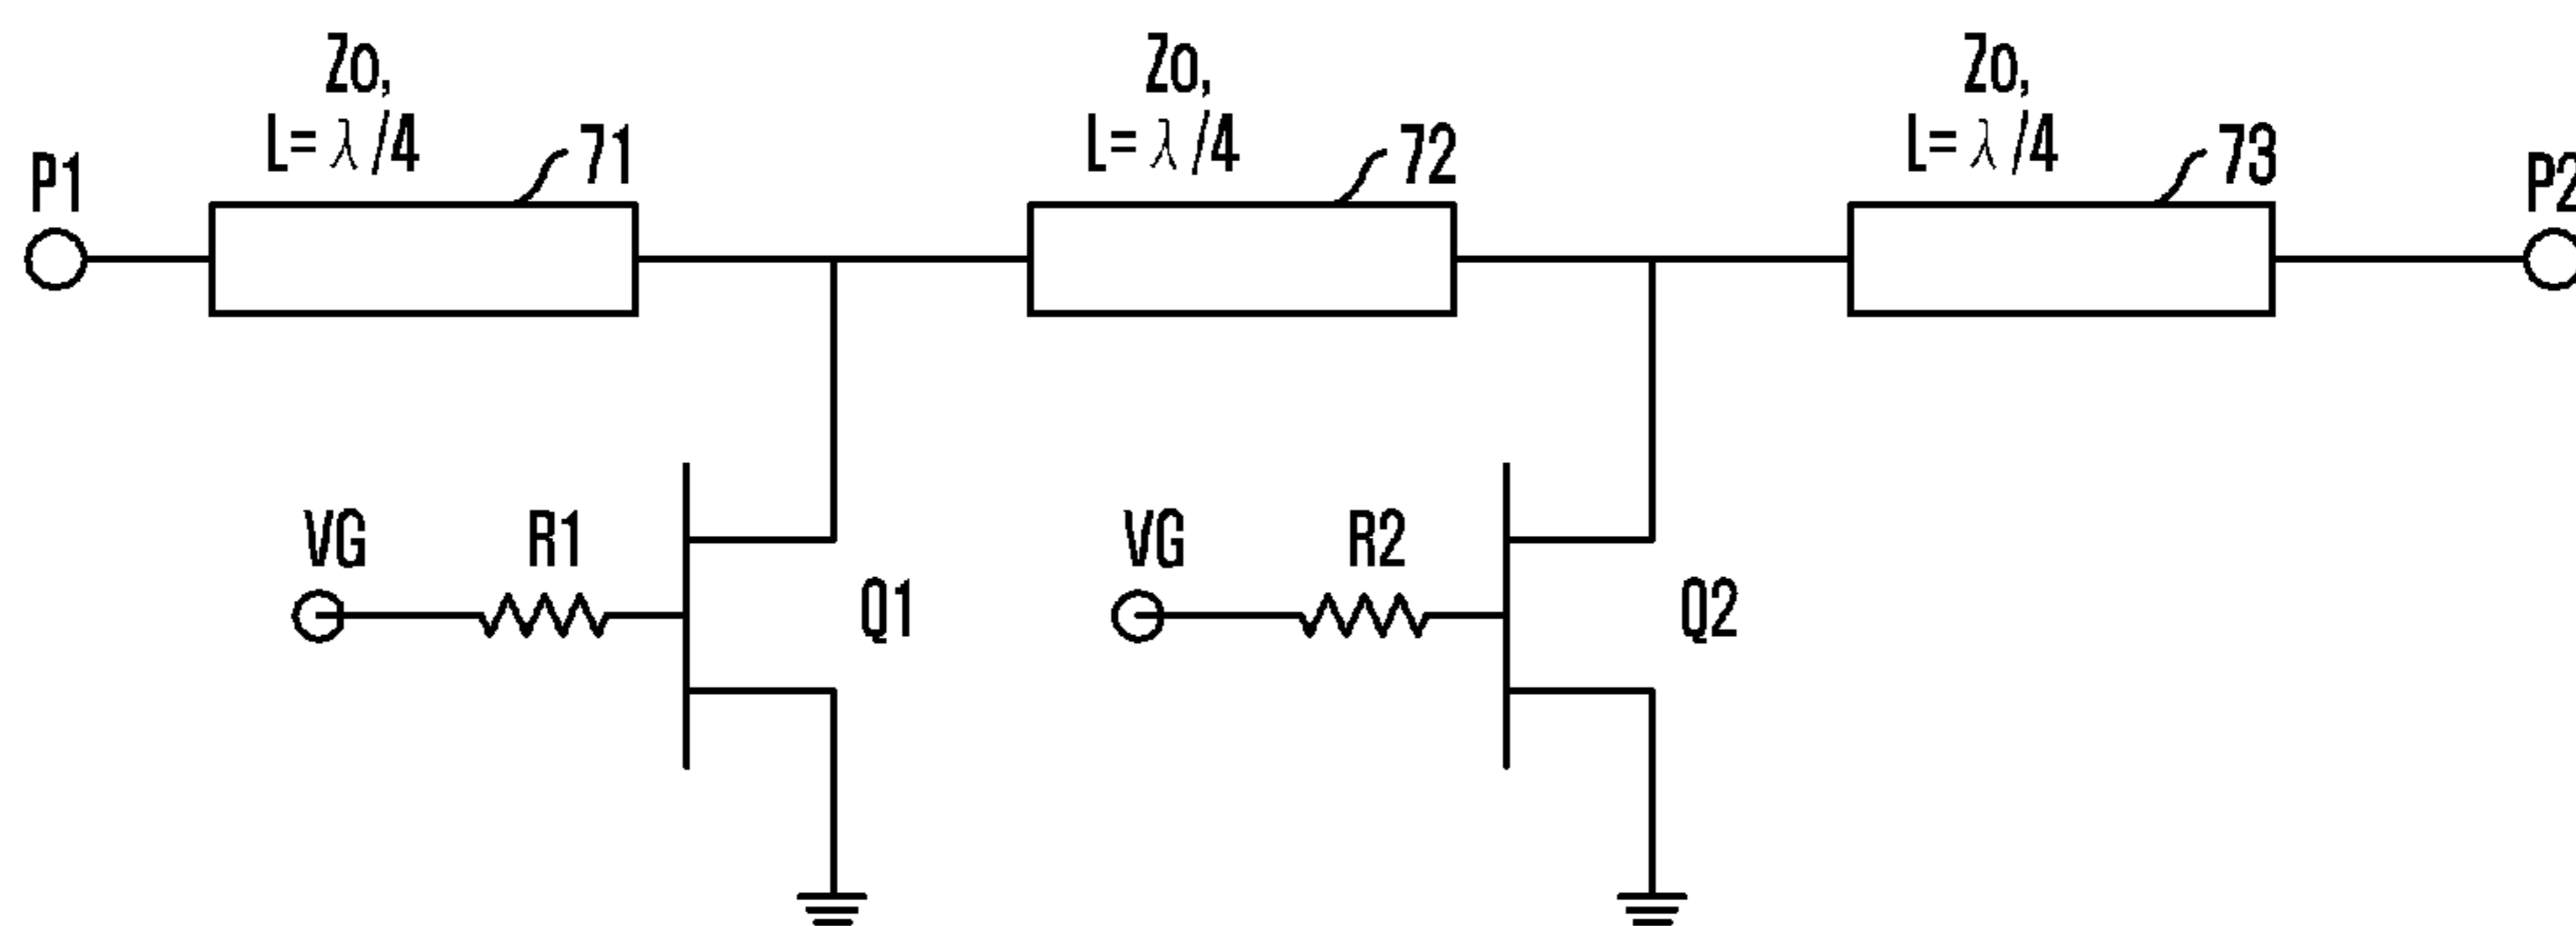 Zo,
L=λ/4
71
Zo,
L=λ/4
72
Zo,
L=λ/4
73
P1
P2
VG
R1
Q1
VG
R2
Q2